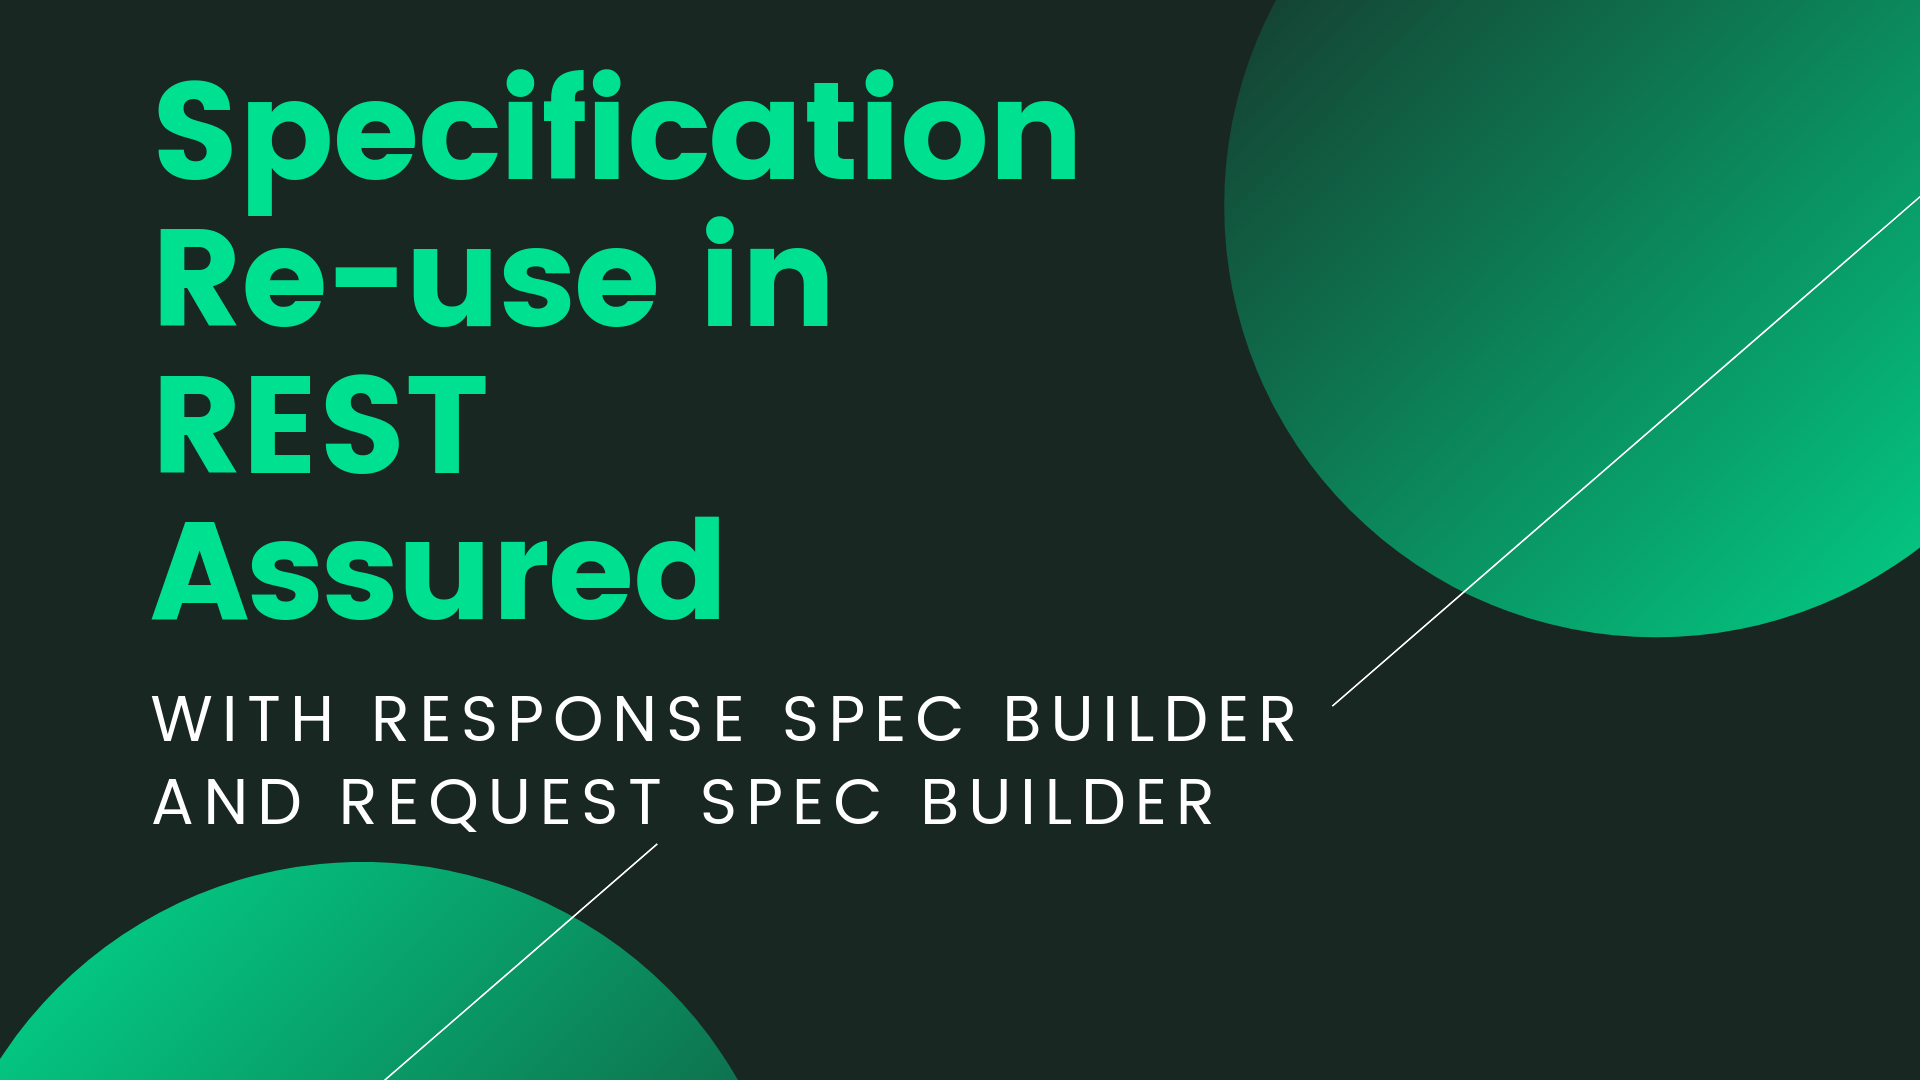 Specification
Re-use in
REST
Assured
WITH RESPONSE SPEC BUILDER
AND REQUEST SPEC BUILDER